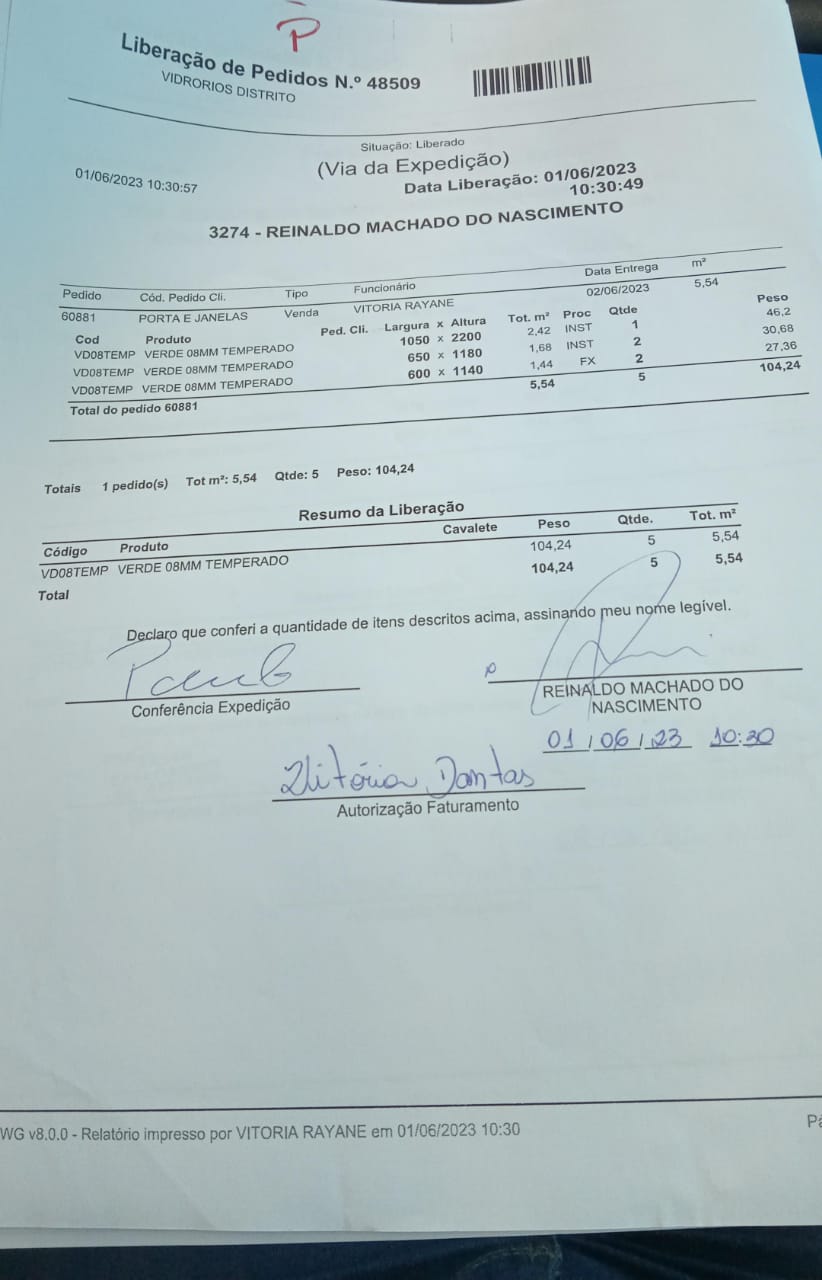 P
Liberação de Pedidos N.º 48509
VIDRORIOS DISTRITO
Situação: Liberado
(Via da Expedição)
01/06/2023 10:30:57
Data Liberação: 01/06/2023
10:30:49
3274 - REINALDO MACHADO DO NASCIMENTO
Pedido Cód. Pedido Cli. Tipo Funcionário Data Entrega m²
60881 PORTA E JANELAS Venda VITORIA RAYANE 02/06/2023 5,54
Cod Produto Ped. Cli. Largura x Altura Tot. m² Proc Qtde Peso
VD08TEMP VERDE 08MM TEMPERADO 1050 x 2200 2,42 INST 1 46,2
VD08TEMP VERDE 08MM TEMPERADO 650 x 1180 1,68 INST 2 30,68
VD08TEMP VERDE 08MM TEMPERADO 600 x 1140 1,44 FX 2 27,36
Total do pedido 60881 5,54 5 104,24
Totais 1 pedido(s) Tot m²: 5,54 Qtde: 5 Peso: 104,24
Resumo da Liberação
Código Produto Cavalete Peso Qtde. Tot. m²
VD08TEMP VERDE 08MM TEMPERADO 104,24 5 5,54
Total 104,24 5 5,54
Declaro que conferi a quantidade de itens descritos acima, assinando meu nome legível.
Conferência Expedição
REINALDO MACHADO DO
NASCIMENTO
01/06/23 10:30
Vitória Dantas
Autorização Faturamento
WG v8.0.0 - Relatório impresso por VITORIA RAYANE em 01/06/2023 10:30